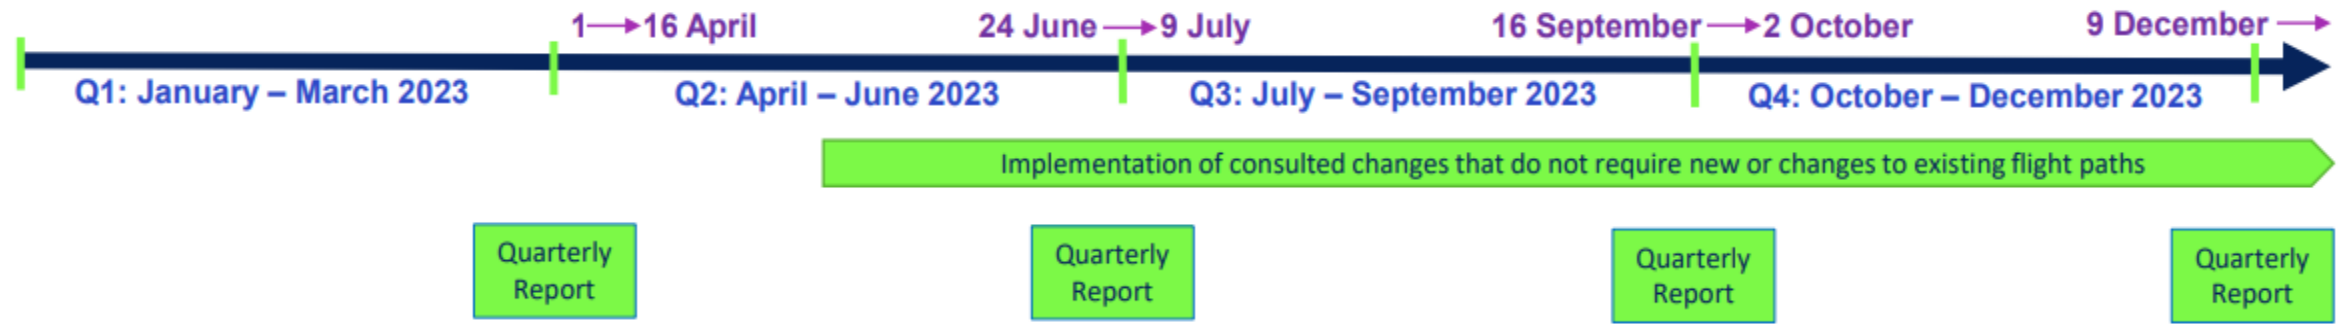 1→16 April
24 June→9 July
16 September→2 October
9 December→
Q1: January – March 2023
Q2: April – June 2023
Q3: July – September 2023
Q4: October – December 2023
Implementation of consulted changes that do not require new or changes to existing flight paths
Quarterly
Report
Quarterly
Report
Quarterly
Report
Quarterly
Report